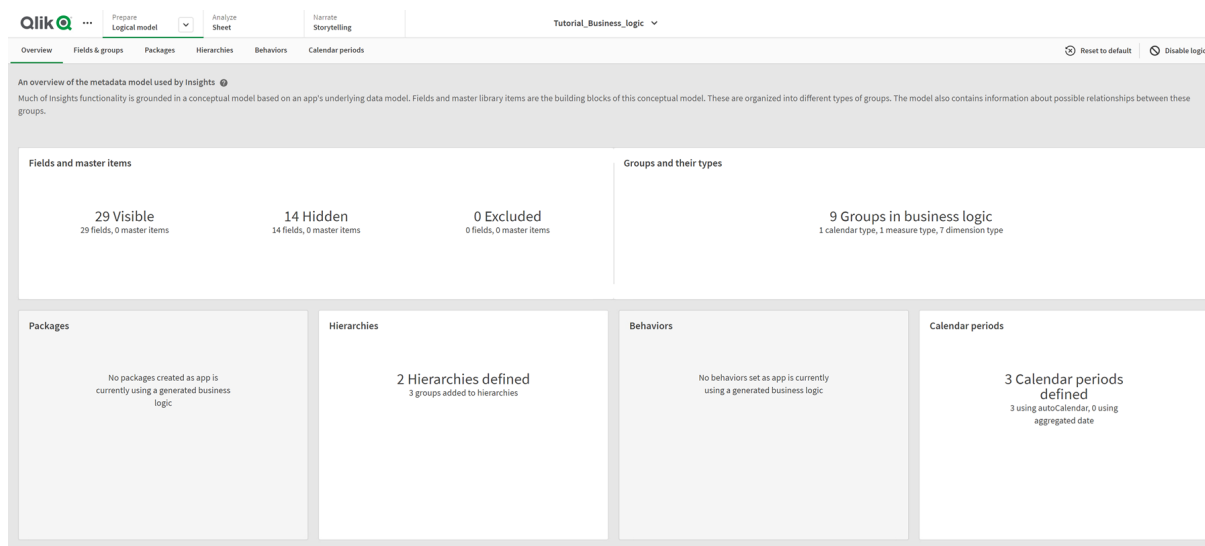 Qlik
Prepare
Logical model
Analyze
Sheet
Narrate
Storytelling
Tutorial_Business_logic
Overview Fields & groups Packages Hierarchies Behaviors Calendar periods Reset to default Disable logic
An overview of the metadata model used by Insights
Much of Insights functionality is grounded in a conceptual model based on an app's underlying data model. Fields and master library items are the building blocks of this conceptual model. These are organized into different types of groups. The model also contains information about possible relationships between these
groups.
Fields and master items
29 Visible
29 fields, 0 master items
14 Hidden
14 fields, 0 master items
0 Excluded
0 fields, 0 master items
Groups and their types
9 Groups in business logic
1 calendar type, 1 measure type, 7 dimension type
Packages
No packages created as app is
currently using a generated business
logic
Hierarchies
2 Hierarchies defined
3 groups added to hierarchies
Behaviors
No behaviors set as app is currently
using a generated business logic
Calendar periods
3 Calendar periods
defined
3 using autoCalendar, 0 using
aggregated date